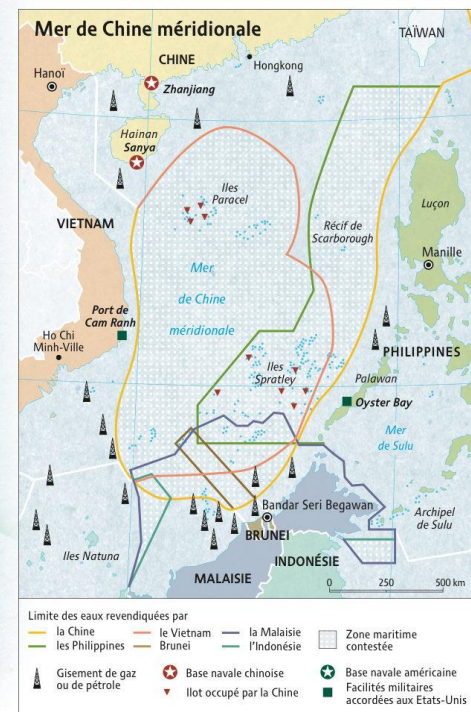 Mer de Chine méridionale
TAÏWAN
CHINE
Hanoï
Hongkong
Zhanjiang
Hainan
Sanya
Iles
Paracel
Luçon
VIETNAM
Récif de
Scarborough
Mer
de Chine
méridionale
Manille
Port de
Cam Ranh
Ho Chi
Minh-Ville
PHILIPPINES
Iles
Spratley
Palawan
Oyster Bay
Mer
de Sulu
Bandar Seri Begawan
Archipel
de Sulu
BRUNEI
Iles Natuna
INDONÉSIE
MALAISIE
0 250 500 km
Limite des eaux revendiquées par
la Chine
le Vietnam
la Malaisie
les Philippines
Brunei
l'Indonésie
Zone maritime
contestée
Gisement de gaz
ou de pétrole
Base navale chinoise
Ilot occupé par la Chine
Base navale américaine
Facilités militaires
accordées aux Etats-Unis